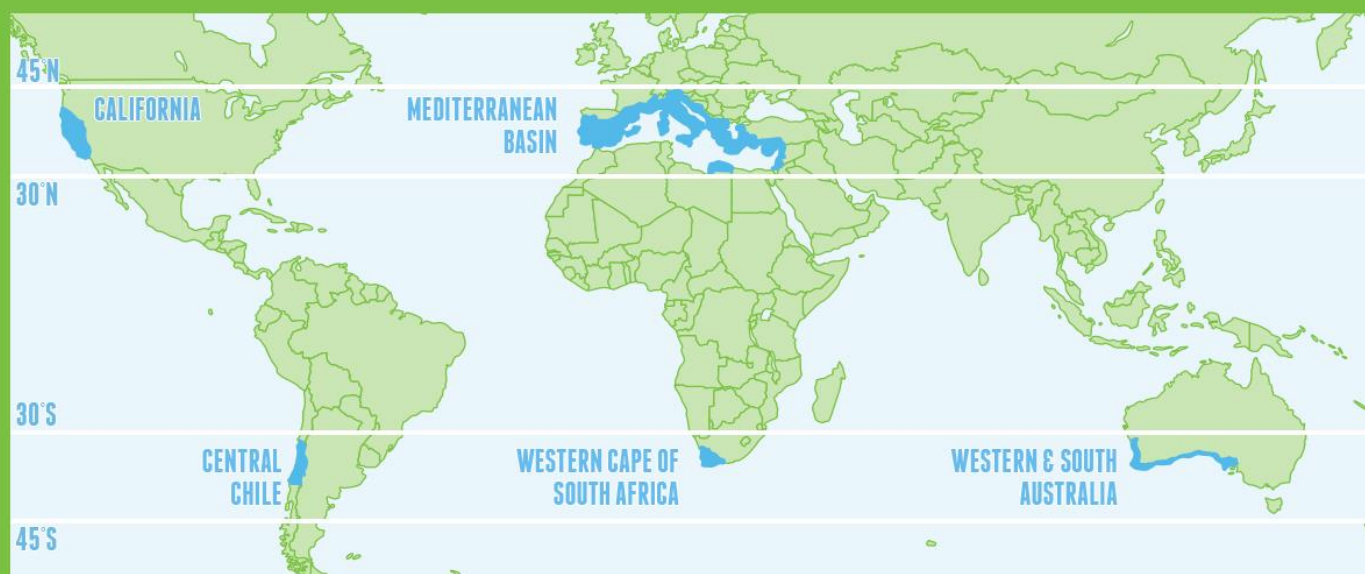 45°N
CALIFORNIA
MEDITERRANEAN
BASIN
30°N
30°S
CENTRAL
CHILE
WESTERN CAPE OF
SOUTH AFRICA
WESTERN & SOUTH
AUSTRALIA
45°S